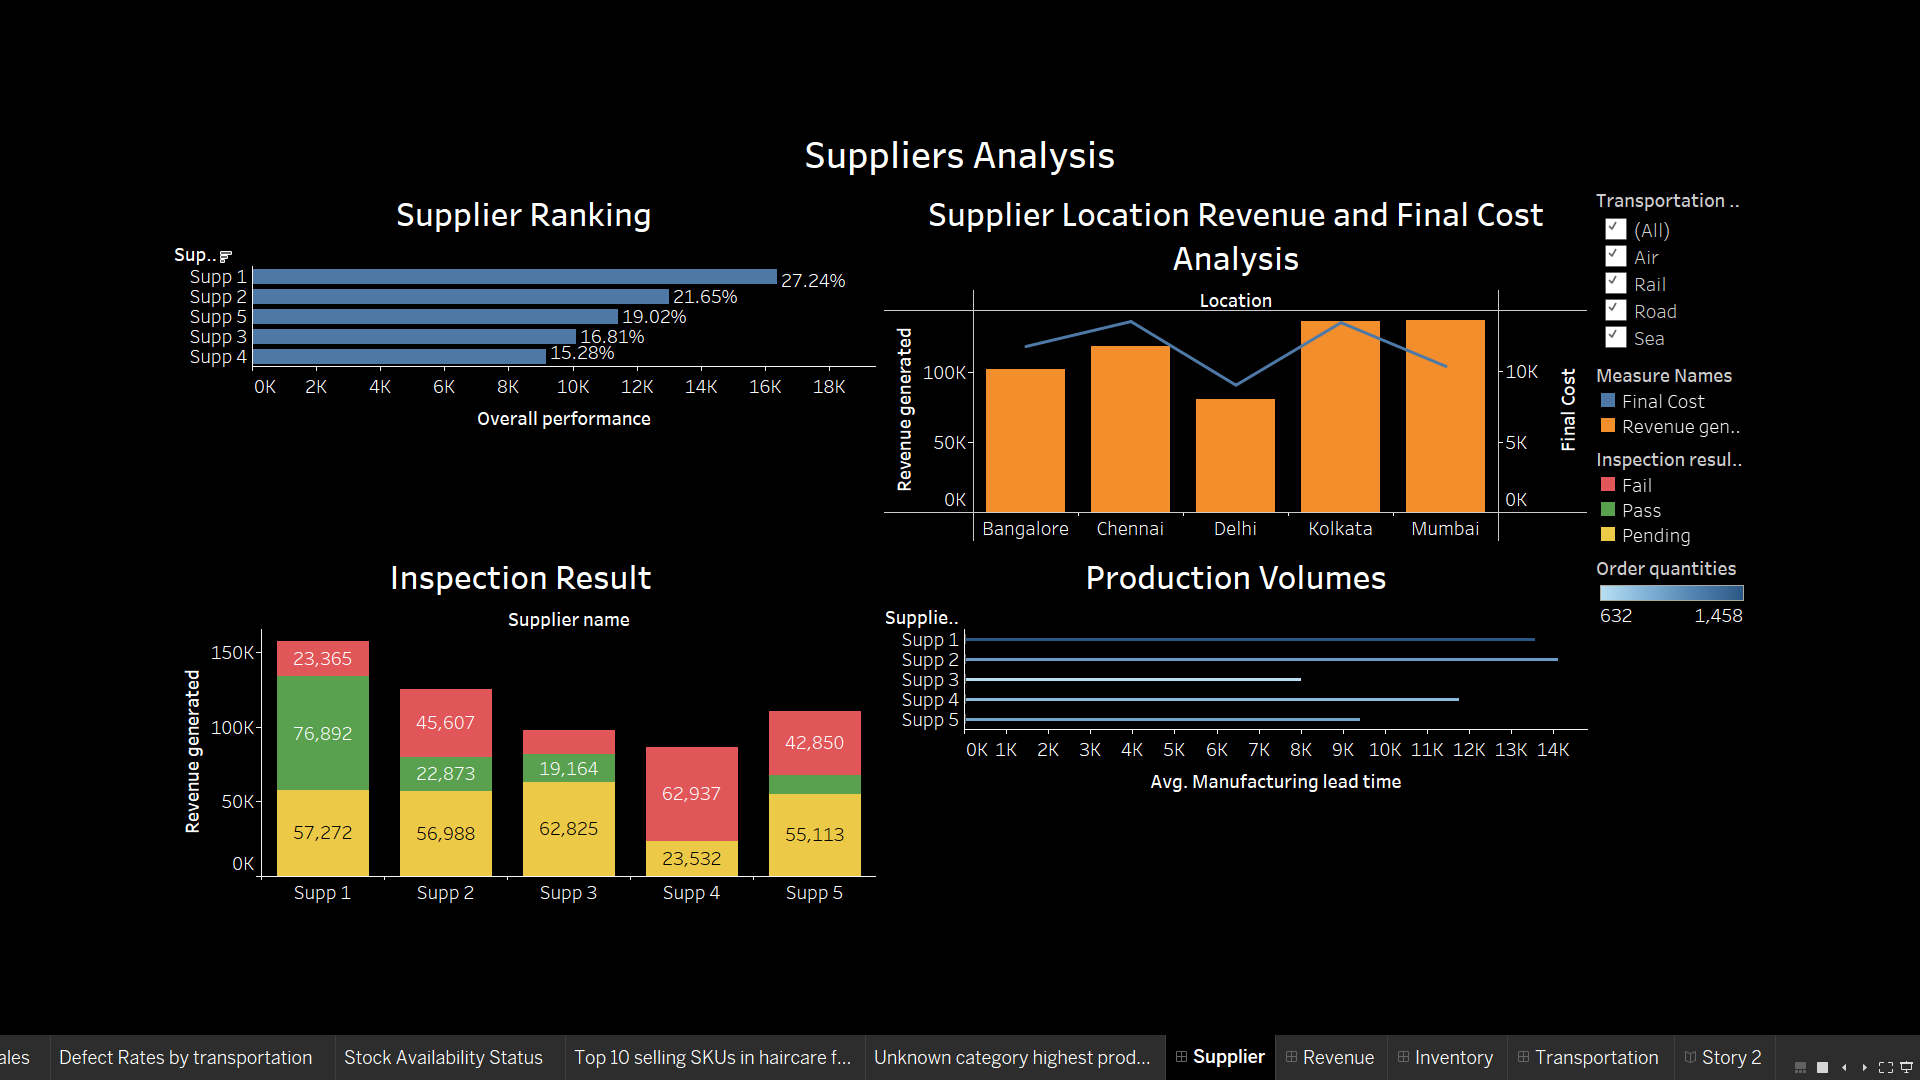 Suppliers Analysis
Supplier Ranking
Sup..
Supp 1
27.24%
Supp 2
21.65%
Supp 5
19.02%
Supp 3
16.81%
Supp 4
15.28%
0K 2K 4K 6K 8K 10K 12K 14K 16K 18K
Overall performance
Supplier Location Revenue and Final Cost
Analysis
Location
Revenue generated
100K
50K
0K
10K
5K
0K
Final Cost
Bangalore Chennai Delhi Kolkata Mumbai
Transportation ..
(All)
Air
Rail
Road
Sea
Measure Names
Final Cost
Revenue gen..
Inspection resul..
Fail
Pass
Pending
Order quantities
632 1,458
Inspection Result
Supplier name
Revenue generated
150K
100K
50K
0K
23,365
76,892
57,272
45,607
22,873
56,988
19,164
62,825
62,937
23,532
42,850
55,113
Supp 1 Supp 2 Supp 3 Supp 4 Supp 5
Production Volumes
Supplie..
Supp 1
Supp 2
Supp 3
Supp 4
Supp 5
0K 1K 2K 3K 4K 5K 6K 7K 8K 9K 10K 11K 12K 13K 14K
Avg. Manufacturing lead time
ales Defect Rates by transportation Stock Availability Status Top 10 selling SKUs in haircare f... Unknown category highest prod... Supplier Revenue Inventory Transportation Story 2